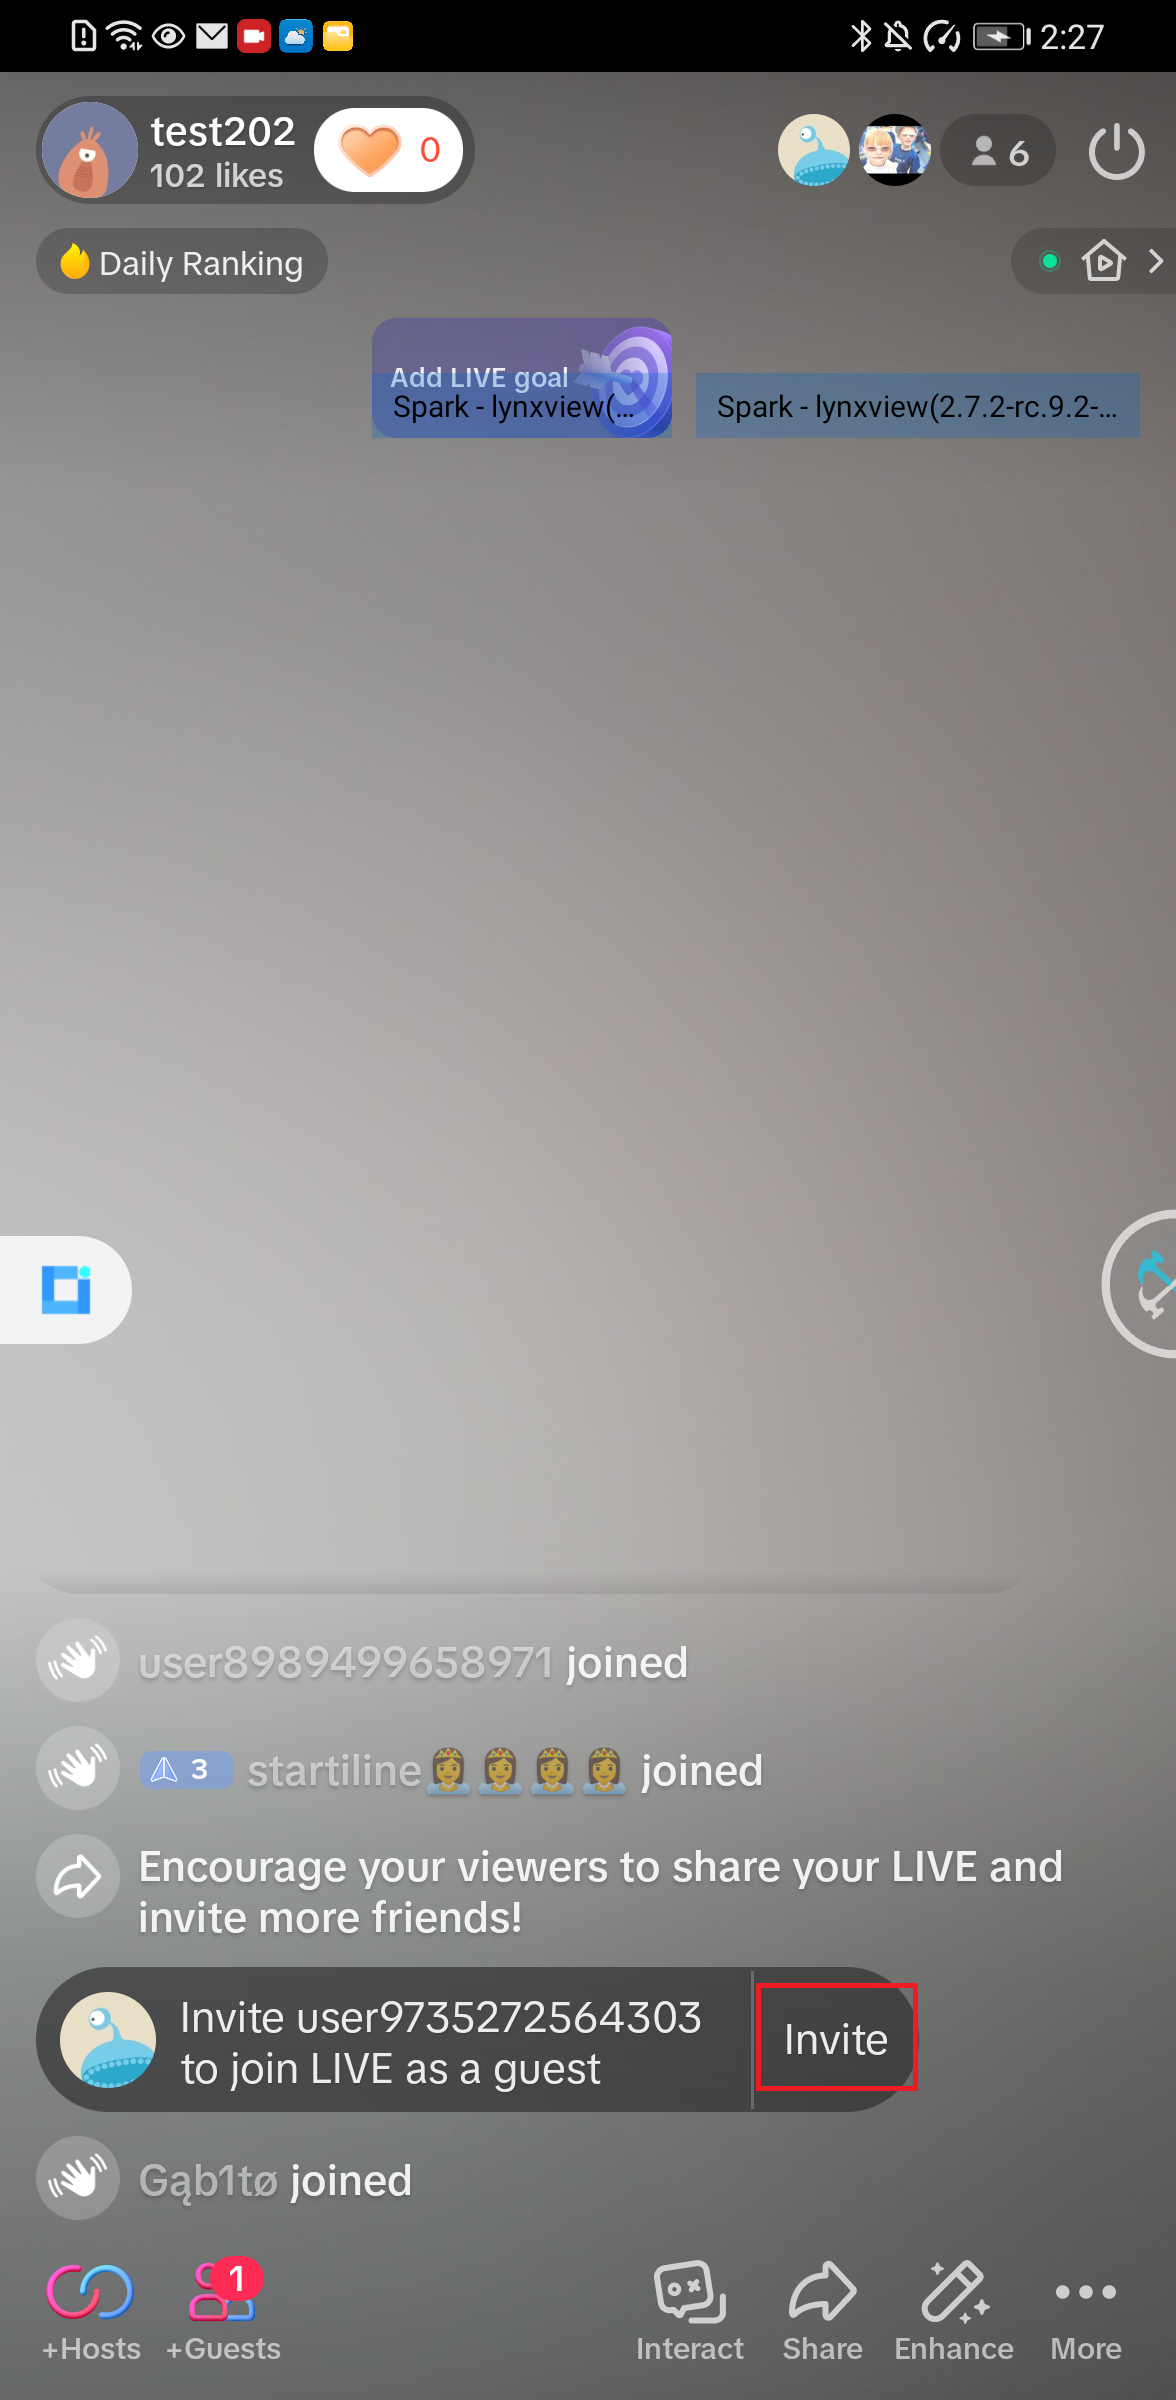 2:27
test202
102 likes
0
6
Daily Ranking
Add LIVE goal
Spark - lynxview(...
Spark - lynxview(2.7.2-rc.9.2-...
user8989499658971 joined
3 startiline👸👸👸👸 joined
Encourage your viewers to share your LIVE and
invite more friends!
Invite user9735272564303
to join LIVE as a guest
Invite
Gąb1tø joined
1
+Hosts
+Guests
Interact
Share
Enhance
More